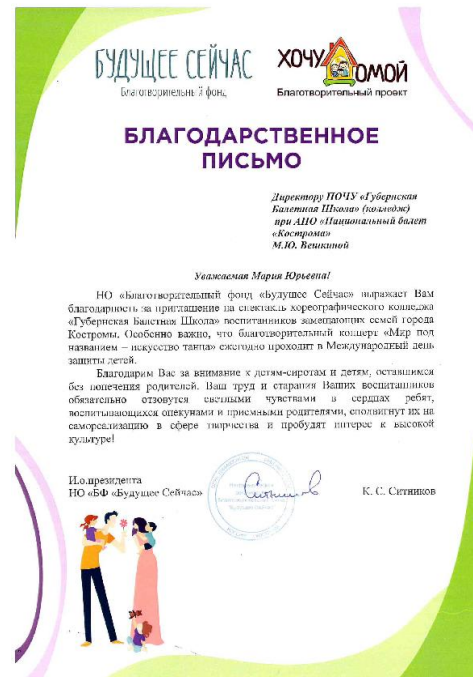 БУДУЩЕЕ СЕЙЧАС
Благотворительный фонд
ХОЧУ ДОМОЙ
Благотворительный проект
БЛАГОДАРСТВЕННОЕ
ПИСЬМО
Директору ПОЧУ «Губернская
Балетная Школа» (колледж)
при АНО «Национальный балет
«Кострома»
М.Ю. Вешкиной
Уважаемая Мария Юрьевна!
НО «Благотворительный фонд «Будущее Сейчас» выражает Вам
благодарность за приглашение на спектакль хореографического колледжа
«Губернская Балетная Школа» воспитанников замещающих семей города
Костромы. Особенно важно, что благотворительный концерт «Мир под
названием – искусство танца» ежегодно проходит в Международный день
защиты детей.
Благодарим Вас за внимание к детям-сиротам и детям, оставшимся
без попечения родителей. Ваш труд и старания Ваших воспитанников
обязательно отзовутся светлыми чувствами в сердцах ребят,
воспитывающихся опекунами и приемными родителями, сподвигнут их на
самореализацию в сфере творчества и пробудят интерес к высокой
культуре!
И.о.президента
НО «БФ «Будущее Сейчас»
К. С. Ситников